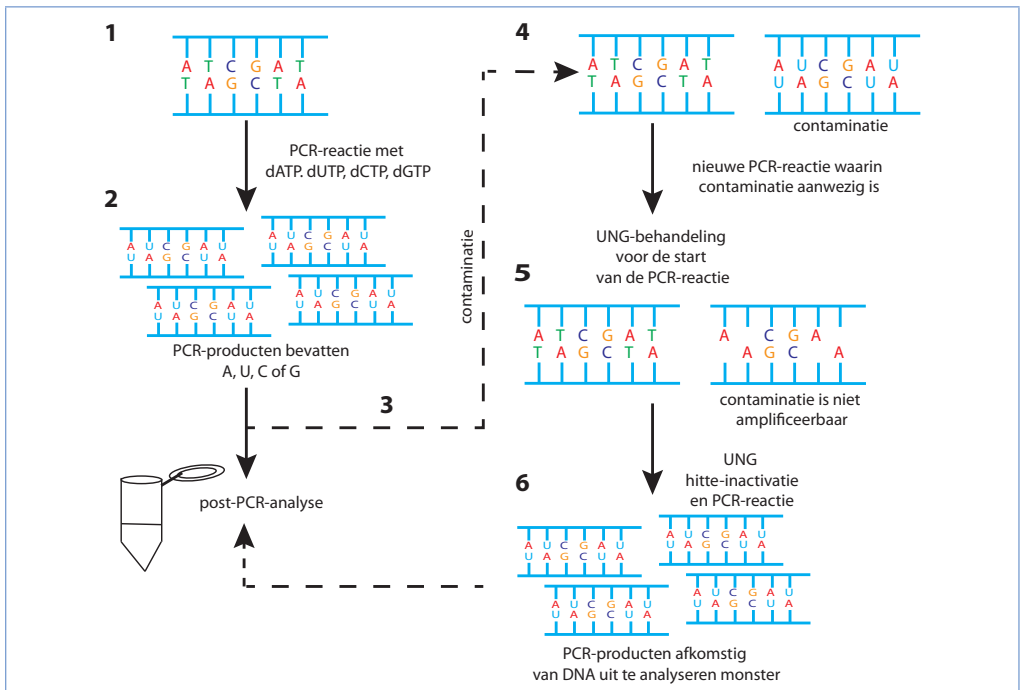 1
A T C G A T
T A G C T A
PCR-reactie met
dATP. dUTP, dCTP, dGTP
2
A U C G A U
U A G C U A
A U C G A U
U A G C U A
A U C G A U
U A G C U A
A U C G A U
U A G C U A
PCR-producten bevatten
A, U, C of G
3
contaminatie
post-PCR-analyse
4
A T C G A T
T A G C T A
A U C G A U
U A G C U A
contaminatie
nieuwe PCR-reactie waarin
contaminatie aanwezig is
UNG-behandeling
voor de start
van de PCR-reactie
5
A T C G A T
T A G C T A
A C G A
A G C A
contaminatie is niet
amplificeerbaar
UNG
hitte-inactivatie
en PCR-reactie
6
A U C G A U
U A G C U A
A U C G A U
U A G C U A
A U C G A U
U A G C U A
A U C G A U
U A G C U A
PCR-producten afkomstig
van DNA uit te analyseren monster